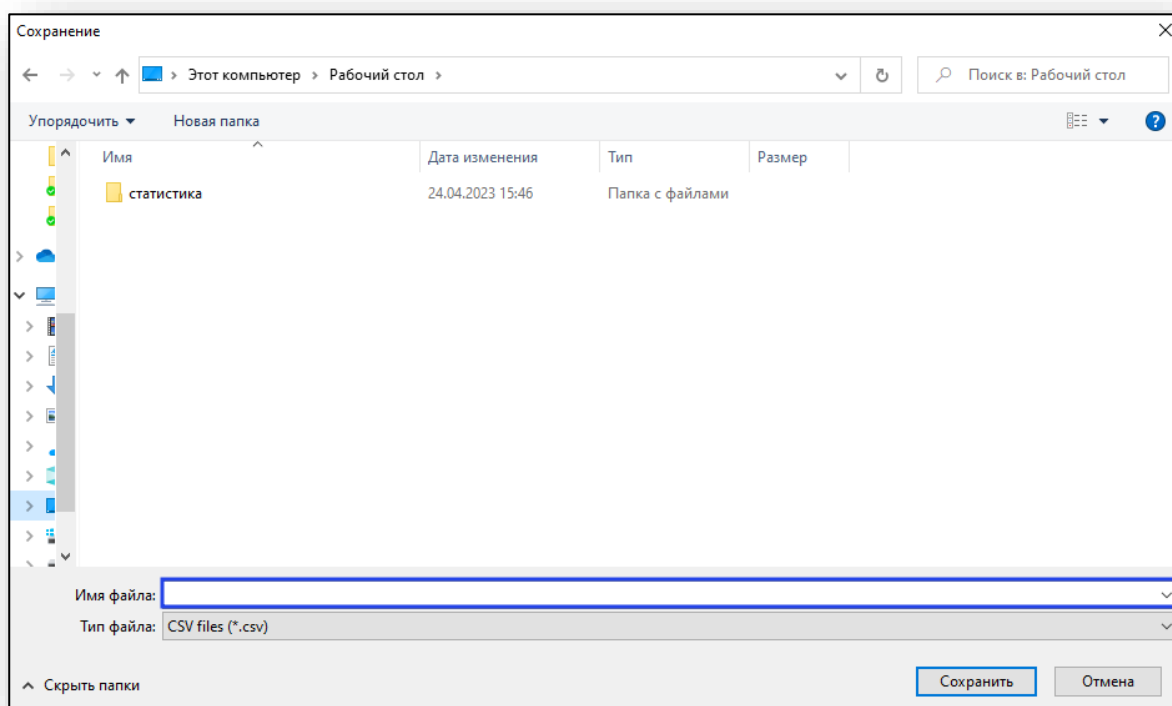 Сохранение
Этот компьютер › Рабочий стол ›
Поиск в: Рабочий стол
Упорядочить
Новая папка
Имя Дата изменения Тип Размер
статистика 24.04.2023 15:46 Папка с файлами
Имя файла:
Тип файла: CSV files (*.csv)
Скрыть папки
Сохранить Отмена